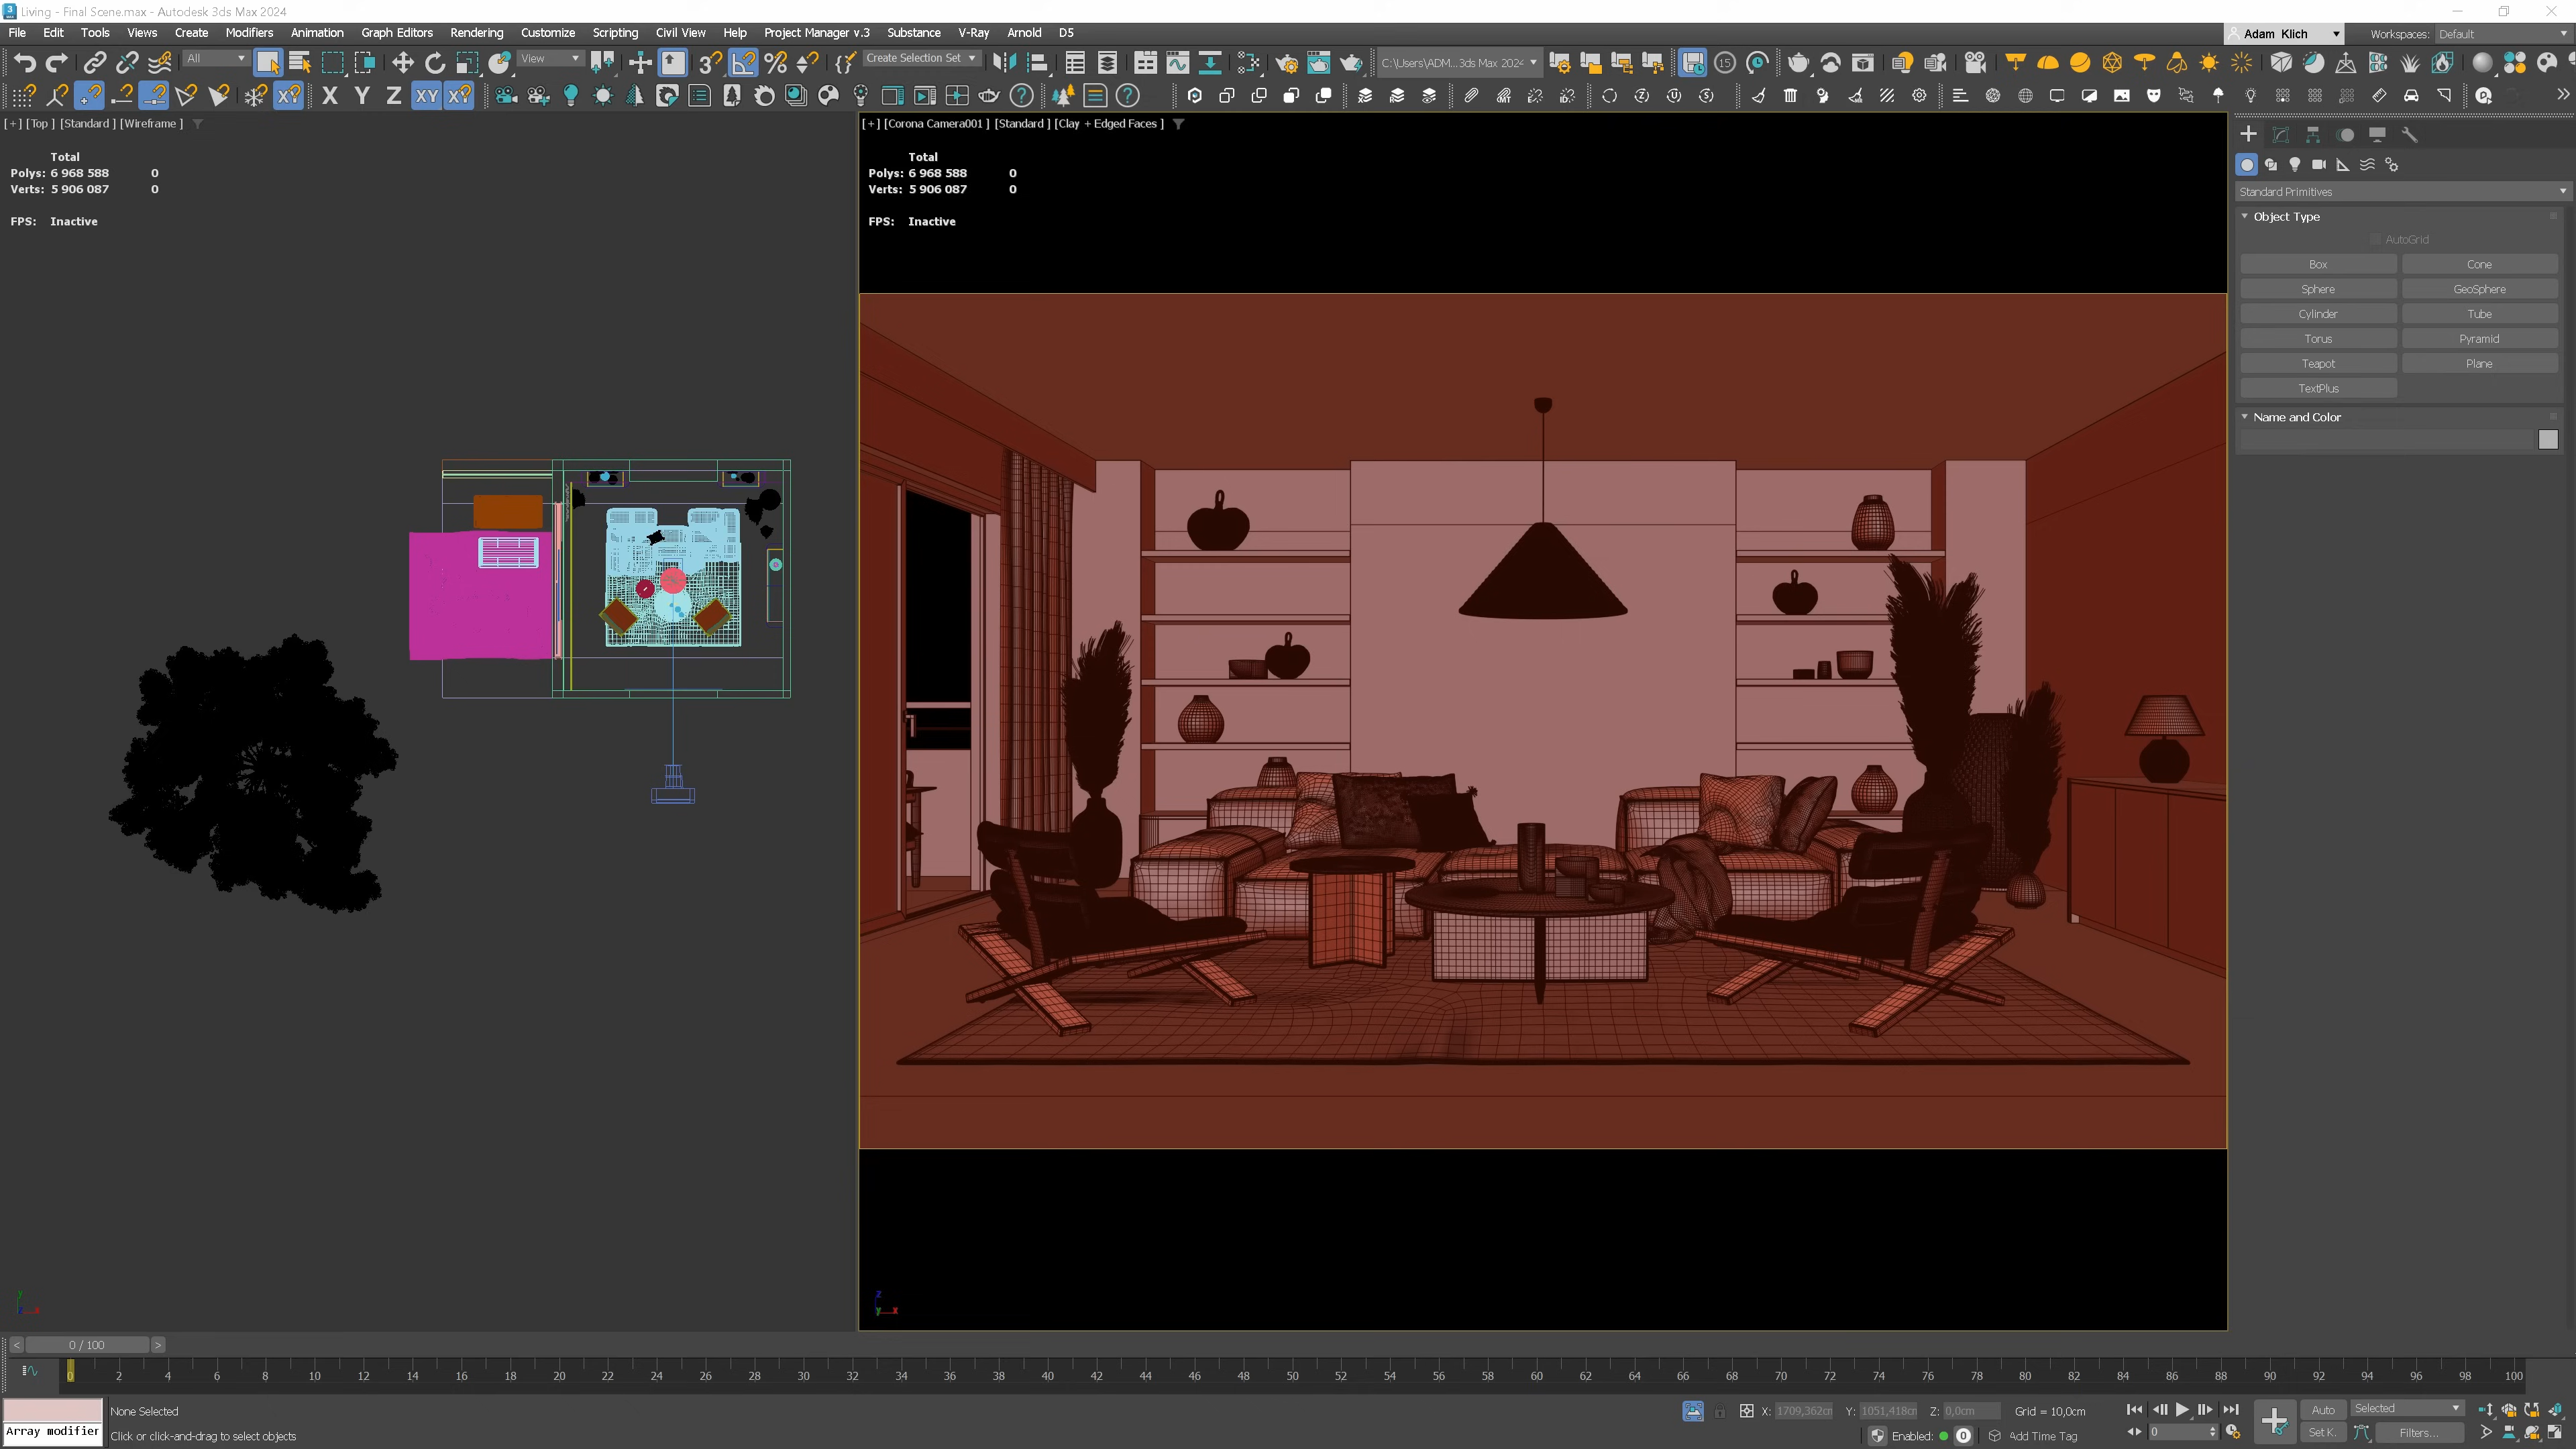 Living - Final Scene.max - Autodesk 3ds Max 2024
File Edit Tools Views Create Modifiers Animation Graph Editors Rendering Customize Scripting Civil View Help Project Manager v.3 Substance V-Ray Arnold D5
Adam Klich Workspaces: Default
All View Create Selection Set C:\Users\ADM...3ds Max 2024
X Y Z XY XY
[+] [Top ] [Standard ] [Wireframe ]
Total
Polys: 6 968 588 0
Verts: 5 906 087 0
FPS: Inactive
[+] [Corona Camera001 ] [Standard ] [Clay + Edged Faces ]
Total
Polys: 6 968 588 0
Verts: 5 906 087 0
FPS: Inactive
Standard Primitives
Object Type
AutoGrid
Box Cone
Sphere GeoSphere
Cylinder Tube
Torus Pyramid
Teapot Plane
TextPlus
Name and Color
< 0 / 100 >
0 2 4 6 8 10 12 14 16 18 20 22 24 26 28 30 32 34 36 38 40 42 44 46 48 50 52 54 56 58 60 62 64 66 68 70 72 74 76 78 80 82 84 86 88 90 92 94 96 98 100
None Selected
X: 1709,362cm Y: 1051,418cm Z: 0,0cm Grid = 10,0cm
Auto Selected
Array modifier
Click or click-and-drag to select objects
Enabled: 0 Add Time Tag
0
Set K. Filters...